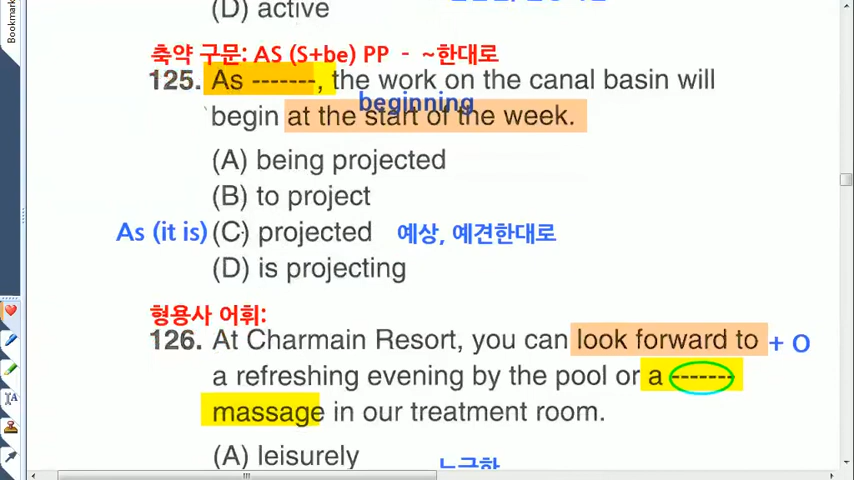 Bookmark
(D) active
축약 구문: AS (S+be) PP - ~한대로
125. As -------, the work on the canal basin will
beginning
begin at the start of the week.
(A) being projected
(B) to project
As (it is) (C) projected 예상, 예견한대로
(D) is projecting
형용사 어휘:
126. At Charmain Resort, you can look forward to + O
a refreshing evening by the pool or a -------
massage in our treatment room.
(A) leisurely